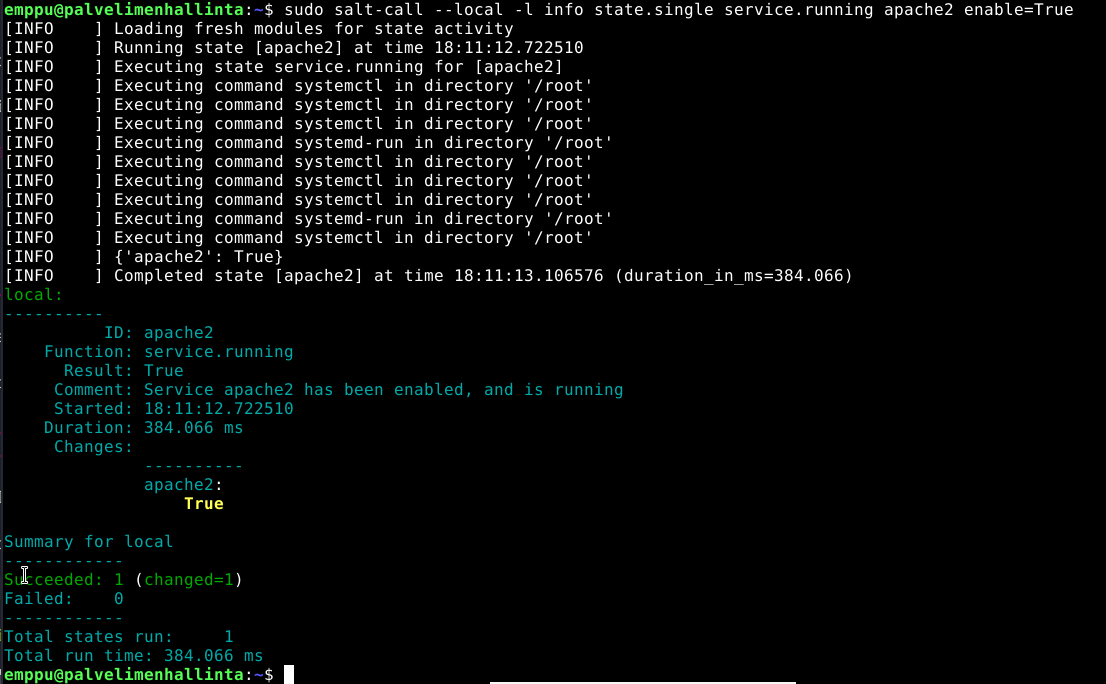 emppu@palvelimenhallinta:~$ sudo salt-call --local -l info state.single service.running apache2 enable=True
[INFO    ] Loading fresh modules for state activity
[INFO    ] Running state [apache2] at time 18:11:12.722510
[INFO    ] Executing state service.running for [apache2]
[INFO    ] Executing command systemctl in directory '/root'
[INFO    ] Executing command systemctl in directory '/root'
[INFO    ] Executing command systemctl in directory '/root'
[INFO    ] Executing command systemd-run in directory '/root'
[INFO    ] Executing command systemctl in directory '/root'
[INFO    ] Executing command systemctl in directory '/root'
[INFO    ] Executing command systemctl in directory '/root'
[INFO    ] Executing command systemd-run in directory '/root'
[INFO    ] Executing command systemctl in directory '/root'
[INFO    ] {'apache2': True}
[INFO    ] Completed state [apache2] at time 18:11:13.106576 (duration_in_ms=384.066)
local:
----------
          ID: apache2
    Function: service.running
      Result: True
     Comment: Service apache2 has been enabled, and is running
     Started: 18:11:12.722510
    Duration: 384.066 ms
     Changes:
              ----------
              apache2:
                  True
Summary for local
------------
Succeeded: 1 (changed=1)
Failed:    0
------------
Total states run:     1
Total run time: 384.066 ms
emppu@palvelimenhallinta:~$